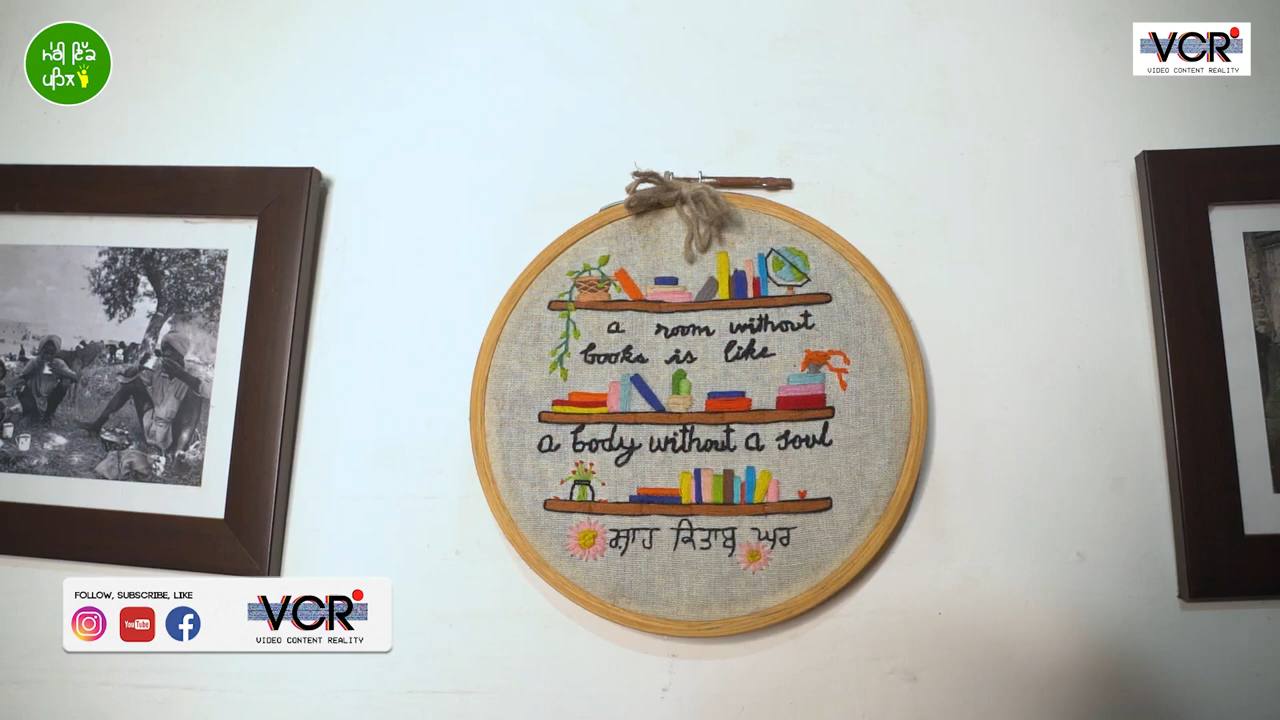 VCR
VIDEO CONTENT REALITY
a room without
books is like
a body without a soul
ਸ਼ਾਹ ਕਿਤਾਬ ਘਰ
FOLLOW, SUBSCRIBE, LIKE
YouTube
VCR
VIDEO CONTENT REALITY